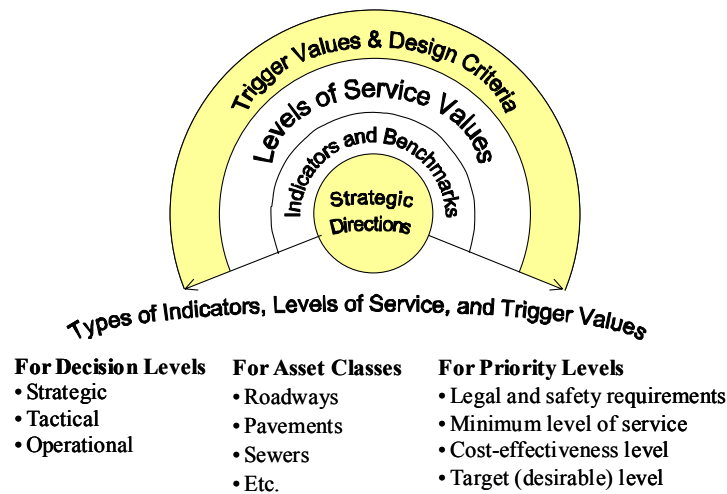 Trigger Values & Design Criteria
Levels of Service Values
Indicators and Benchmarks
Strategic
Directions
Types of Indicators, Levels of Service, and Trigger Values
For Decision Levels
• Strategic
• Tactical
• Operational
For Asset Classes
• Roadways
• Pavements
• Sewers
• Etc.
For Priority Levels
• Legal and safety requirements
• Minimum level of service
• Cost-effectiveness level
• Target (desirable) level